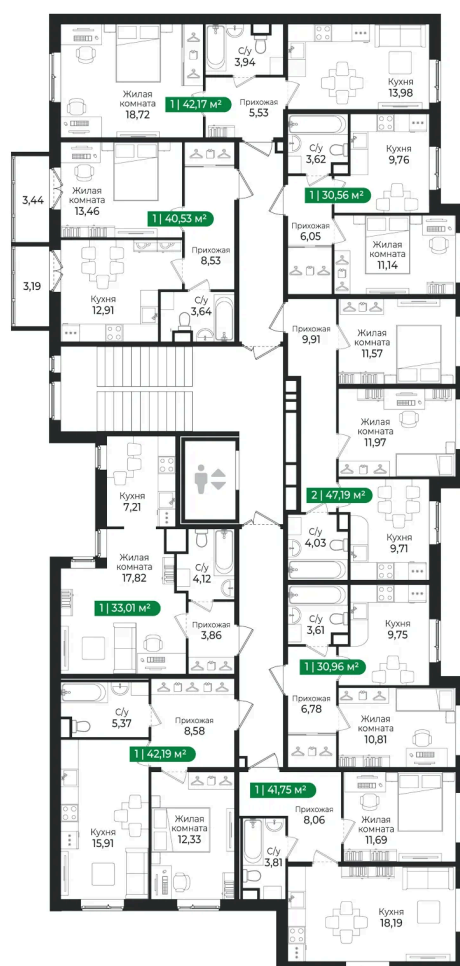 С/у
3,94
Кухня
13,98
Жилая
комната
18,72
1 | 42,17 м²
Прихожая
5,53
С/у
3,62
Кухня
9,76
3,44
Жилая
комната
13,46
1 | 40,53 м²
1 | 30,56 м²
6,05
Жилая
комната
11,14
Прихожая
8,53
3,19
12,91
С/у
3,64
Прихожая
9,91
Жилая
комната
11,57
Жилая
комната
11,97
Кухня
7,21
2 | 47,19 м²
С/у
4,03
Кухня
9,71
Жилая
комната
17,82
С/у
4,12
1 | 33,01 м²
Прихожая
3,86
С/у
3,61
Кухня
9,75
1 | 30,96 м²
Прихожая
6,78
С/у
5,37
Прихожая
8,58
Жилая
комната
10,81
1 | 42,19 м²
1 | 41,75 м²
Прихожая
8,06
Жилая
комната
11,69
Кухня
15,91
Жилая
комната
12,33
С/у
3,81
Кухня
18,19